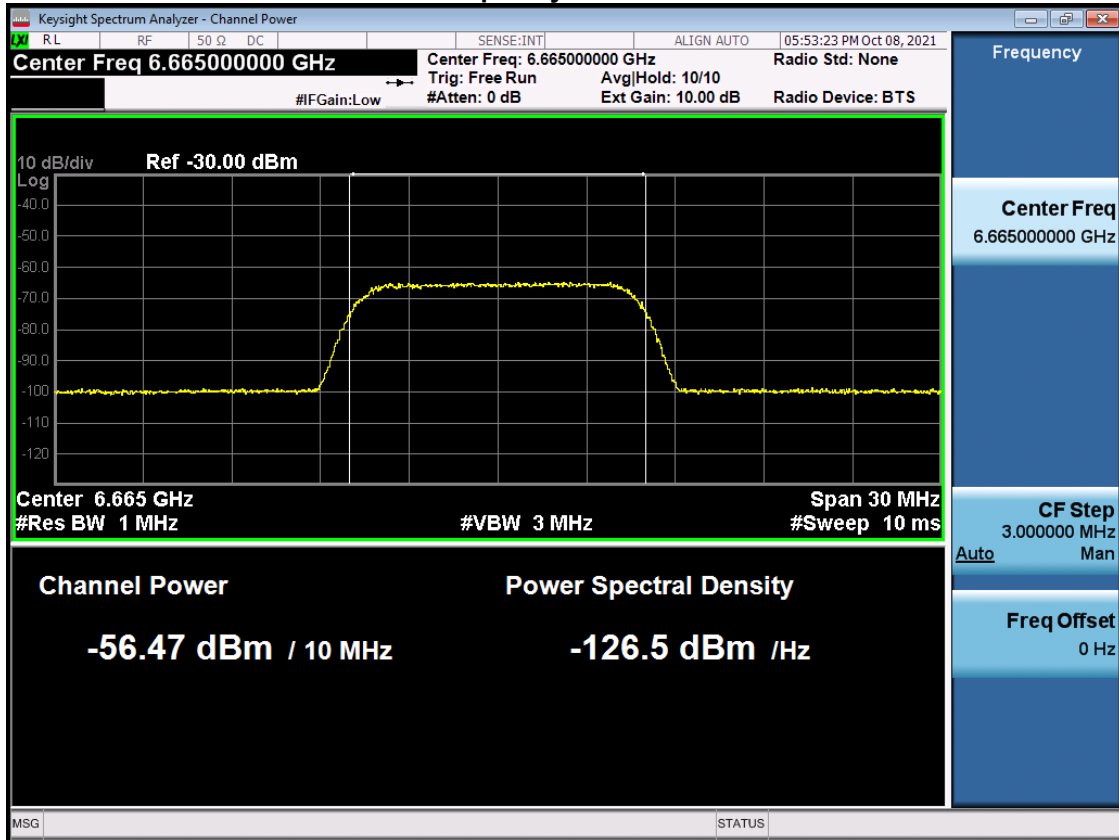 Keysight Spectrum Analyzer - Channel Power
LXI RL RF 50 Ω DC SENSE:INT ALIGN AUTO 05:53:23 PM Oct 08, 2021
Center Freq 6.665000000 GHz
Center Freq: 6.665000000 GHz Radio Std: None
Trig: Free Run Avg|Hold: 10/10
#IFGain:Low #Atten: 0 dB Ext Gain: 10.00 dB Radio Device: BTS
10 dB/div Ref -30.00 dBm
Log
-40.0
-50.0
-60.0
-70.0
-80.0
-90.0
-100
-110
-120
Center 6.665 GHz Span 30 MHz
#Res BW 1 MHz #VBW 3 MHz #Sweep 10 ms
Channel Power Power Spectral Density
-56.47 dBm / 10 MHz -126.5 dBm /Hz
Frequency
Center Freq
6.665000000 GHz
CF Step
3.000000 MHz
Auto Man
Freq Offset
0 Hz
MSG STATUS